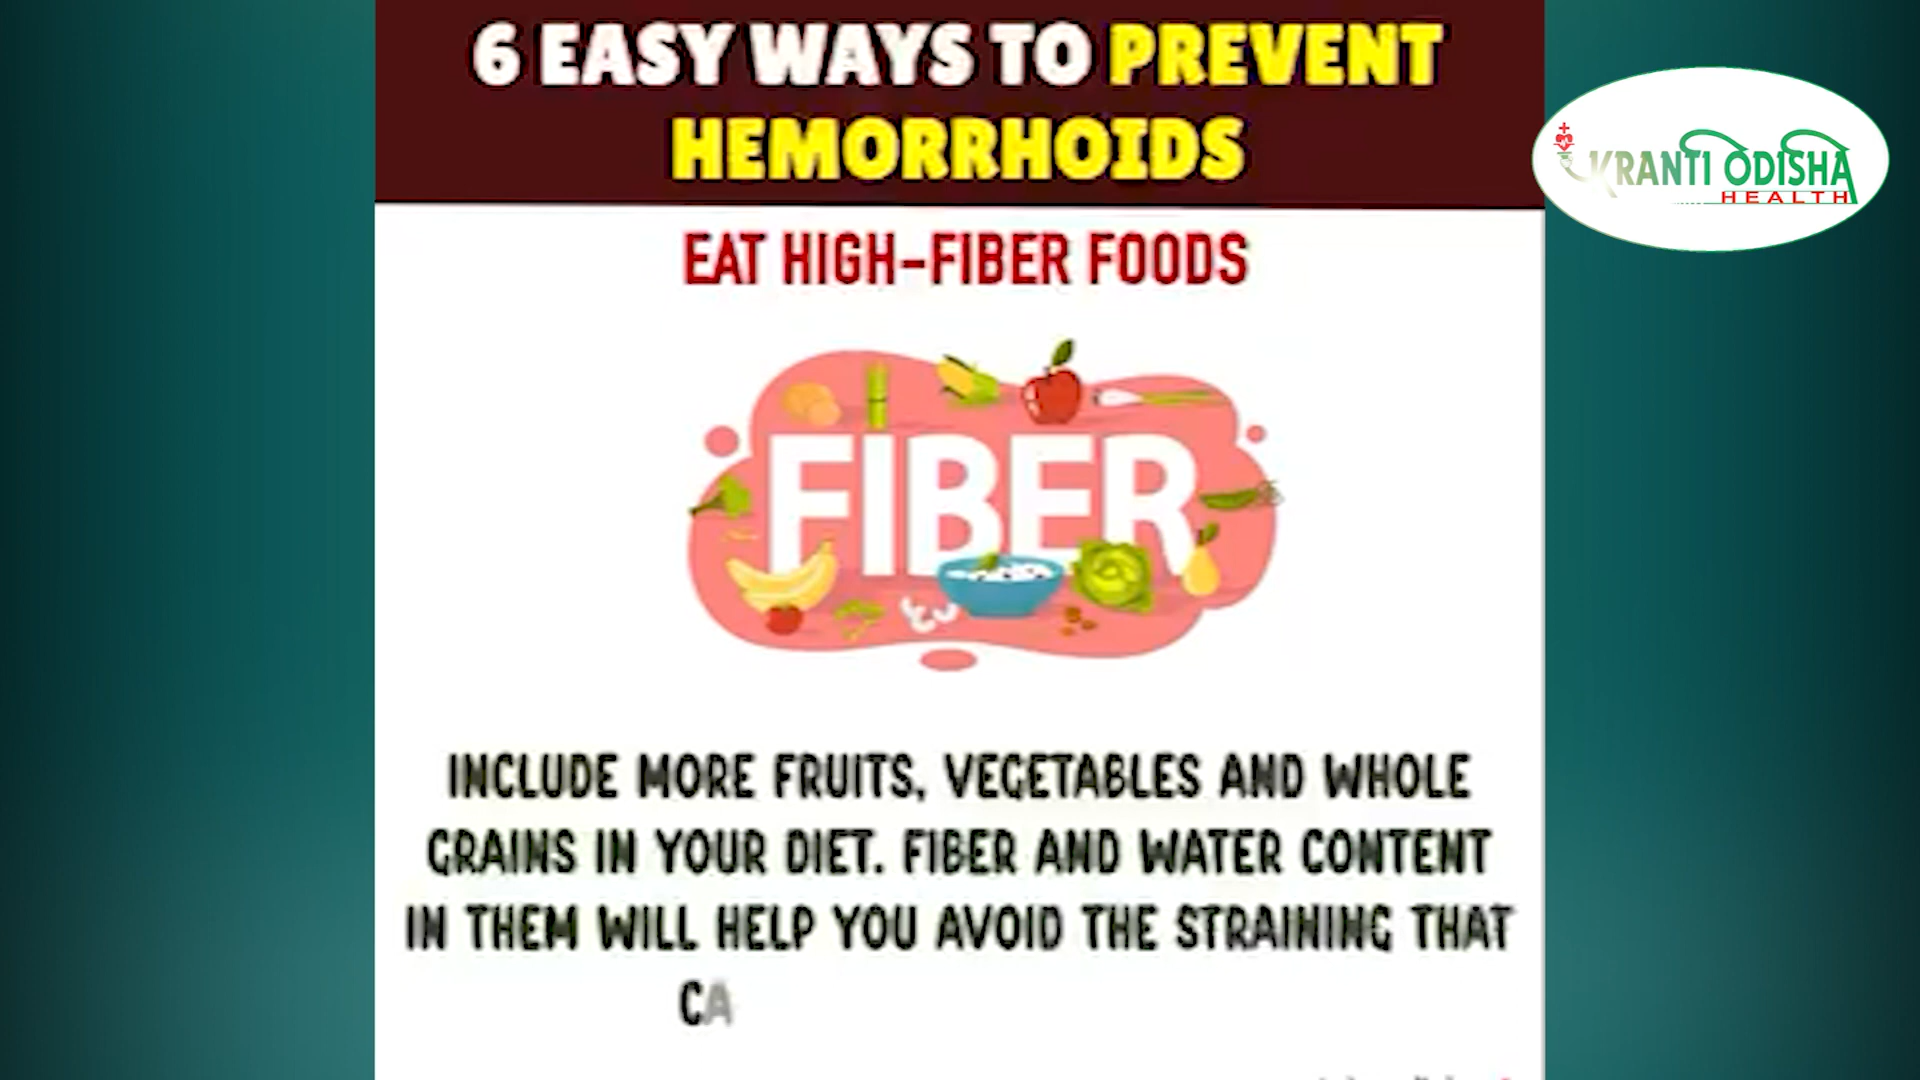 6 EASY WAYS TO PREVENT
HEMORRHOIDS
KRANTI ODISHA
HEALTH
EAT HIGH-FIBER FOODS
FIBER
INCLUDE MORE FRUITS, VEGETABLES AND WHOLE
GRAINS IN YOUR DIET. FIBER AND WATER CONTENT
IN THEM WILL HELP YOU AVOID THE STRAINING THAT
CA